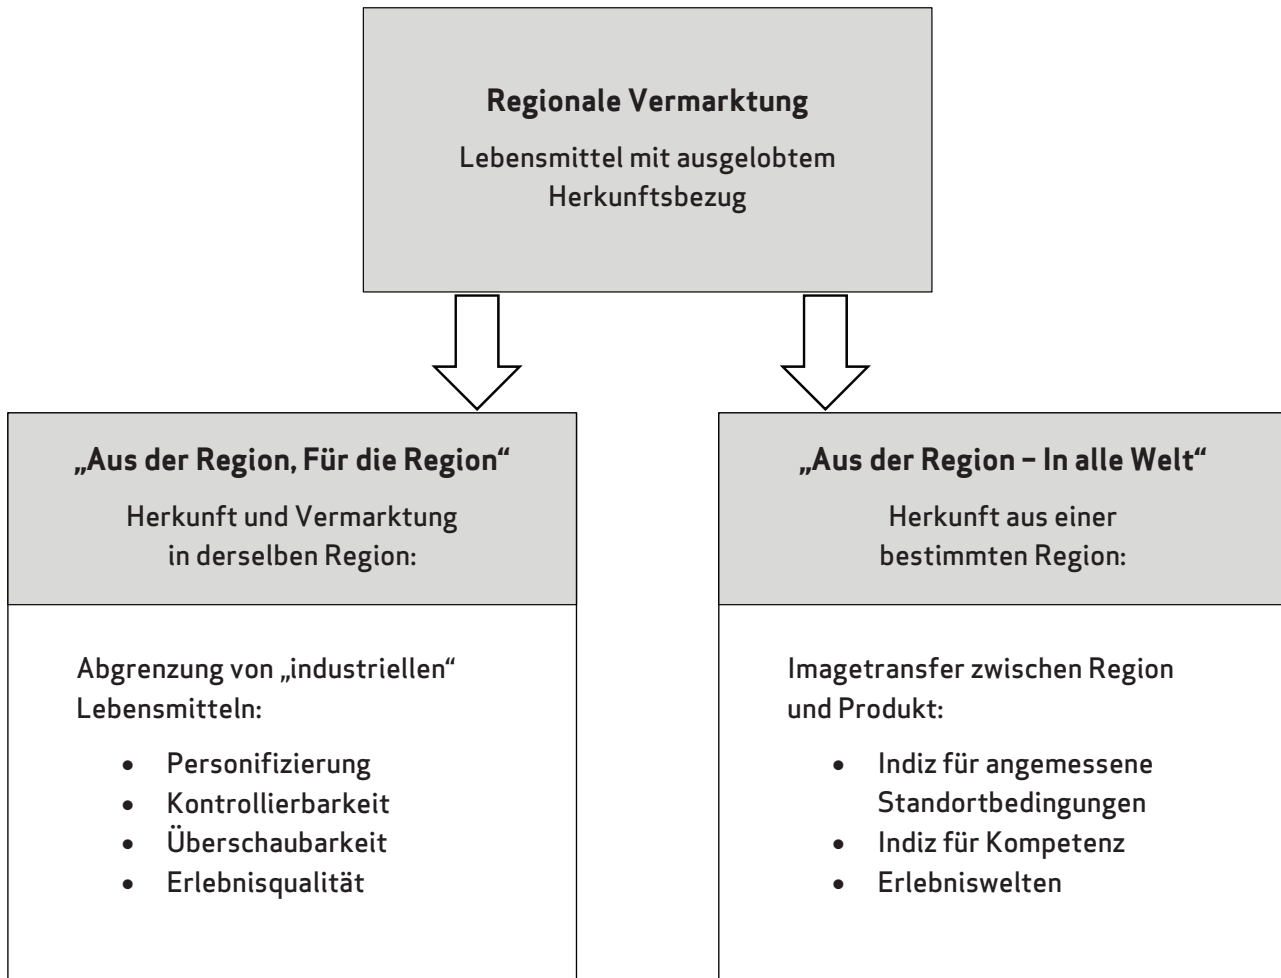 Regionale Vermarktung
Lebensmittel mit ausgelobtem
Herkunftsbezug
„Aus der Region, Für die Region“
Herkunft und Vermarktung
in derselben Region:
Abgrenzung von „industriellen“
Lebensmitteln:
• Personifizierung
• Kontrollierbarkeit
• Überschaubarkeit
• Erlebnisqualität
„Aus der Region – In alle Welt“
Herkunft aus einer
bestimmten Region:
Imagetransfer zwischen Region
und Produkt:
• Indiz für angemessene
Standortbedingungen
• Indiz für Kompetenz
• Erlebniswelten